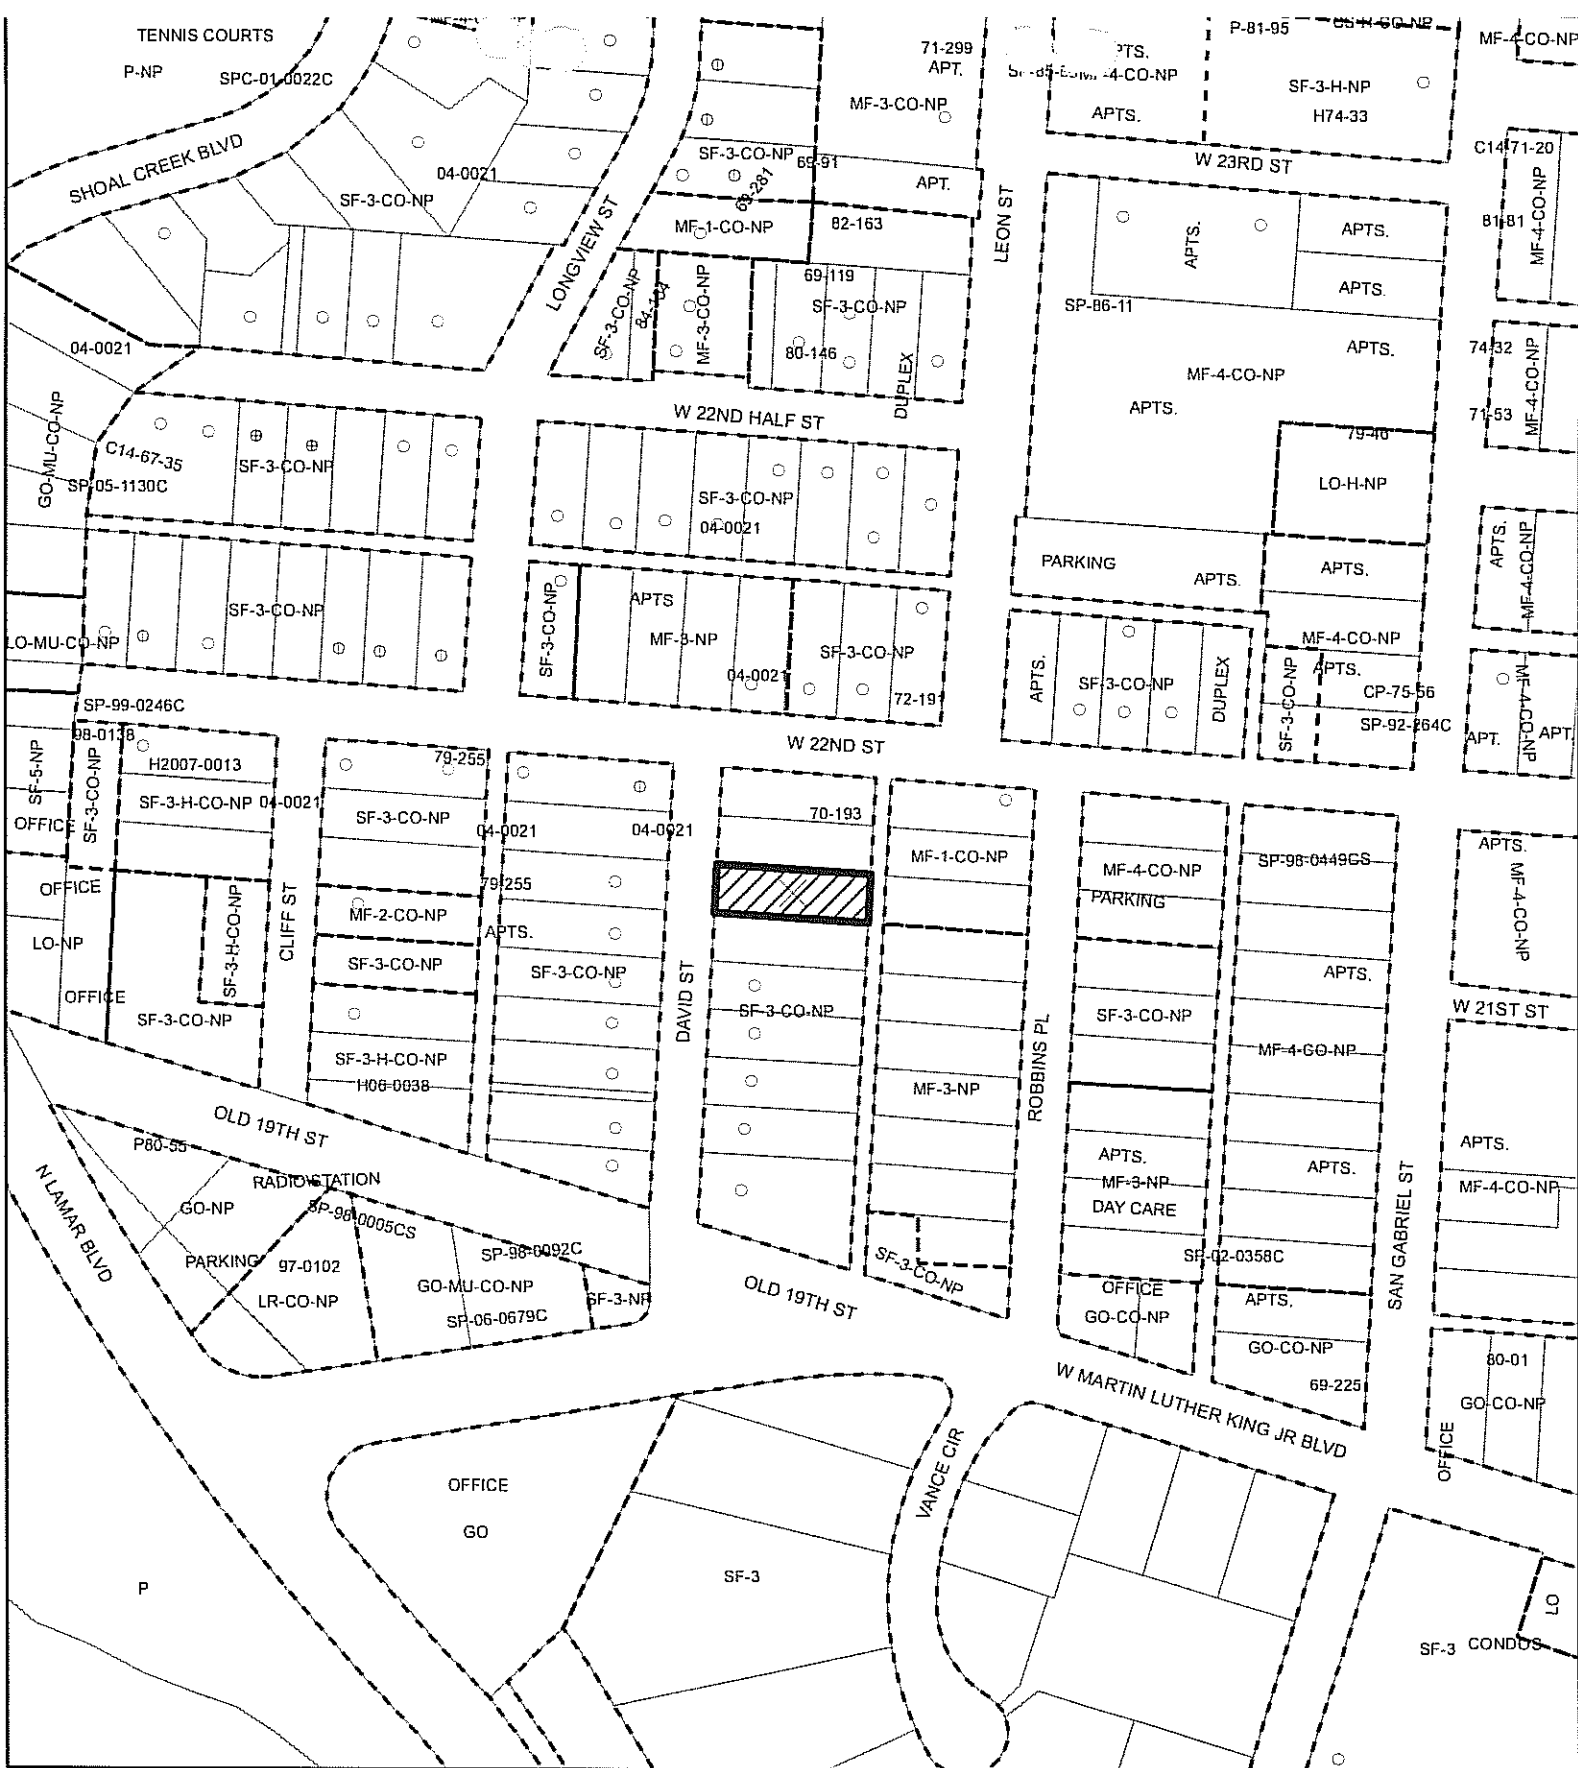 TENNIS COURTS
P-NP
SPC-01-0022C
SHOAL CREEK BLVD
SF-3-CO-NP
04-0021
LONGVIEW ST
SF-3-CO-NP
69-91
69-281
MF-1-CO-NP
82-163
71-299
APT.
MF-3-CO-NP
APT.
LEON ST
PTS.
MF-4-CO-NP
APTS.
P-81-95
CS-H-CO-NP
SF-3-H-NP
H74-33
MF-4-CO-NP
W 23RD ST
C14-71-20
81-81
MF-4-CO-NP
APTS.
APTS.
APTS.
SP-86-11
APTS.
MF-4-CO-NP
APTS.
74-32
71-53
MF-4-CO-NP
69-119
SF-3-CO-NP
80-146
DUPLEX
SF-3-CO-NP
MF-3-CO-NP
W 22ND HALF ST
04-0021
GO-MU-CO-NP
C14-67-35
SP-05-1130C
SF-3-CO-NP
SF-3-CO-NP
04-0021
79-40
LO-H-NP
PARKING
APTS.
APTS.
APTS.
MF-4-CO-NP
LO-MU-CO-NP
SF-3-CO-NP
SF-3-CO-NP
APTS
MF-3-NP
04-0021
SF-3-CO-NP
72-191
APTS.
SF-3-CO-NP
DUPLEX
MF-4-CO-NP
SF-3-CO-NP
APTS.
CP-75-56
SP-92-264C
APT.
MF-4-CO-NP
APT.
SP-99-0246C
98-0138
W 22ND ST
SF-5-NP
OFFICE
SF-3-CO-NP
H2007-0013
SF-3-H-CO-NP
04-0021
SF-3-CO-NP
79-255
04-0021
04-0021
70-193
MF-1-CO-NP
MF-4-CO-NP
PARKING
SP-98-0449CS
APTS.
MF-4-CO-NP
OFFICE
LO-NP
OFFICE
SF-3-H-CO-NP
SF-3-CO-NP
CLIFF ST
MF-2-CO-NP
79-255
APTS.
SF-3-CO-NP
SF-3-CO-NP
DAVID ST
SF-3-CO-NP
SF-3-CO-NP
APTS.
W 21ST ST
SF-3-H-CO-NP
H06-0038
MF-3-NP
ROBBINS PL
MF-4-CO-NP
OLD 19TH ST
P80-55
RADIO STATION
GO-NP
SP-98-0005CS
PARKING
97-0102
LR-CO-NP
SP-98-0092C
GO-MU-CO-NP
SP-06-0679C
SF-3-NP
N LAMAR BLVD
OLD 19TH ST
SF-3-CO-NP
APTS.
MF-3-NP
DAY CARE
APTS.
SP-02-0358C
SAN GABRIEL ST
APTS.
MF-4-CO-NP
OFFICE
GO-CO-NP
APTS.
GO-CO-NP
69-225
80-01
GO-CO-NP
OFFICE
W MARTIN LUTHER KING JR BLVD
VANCE CIR
OFFICE
GO
SF-3
P
SF-3
CONDOS
LO